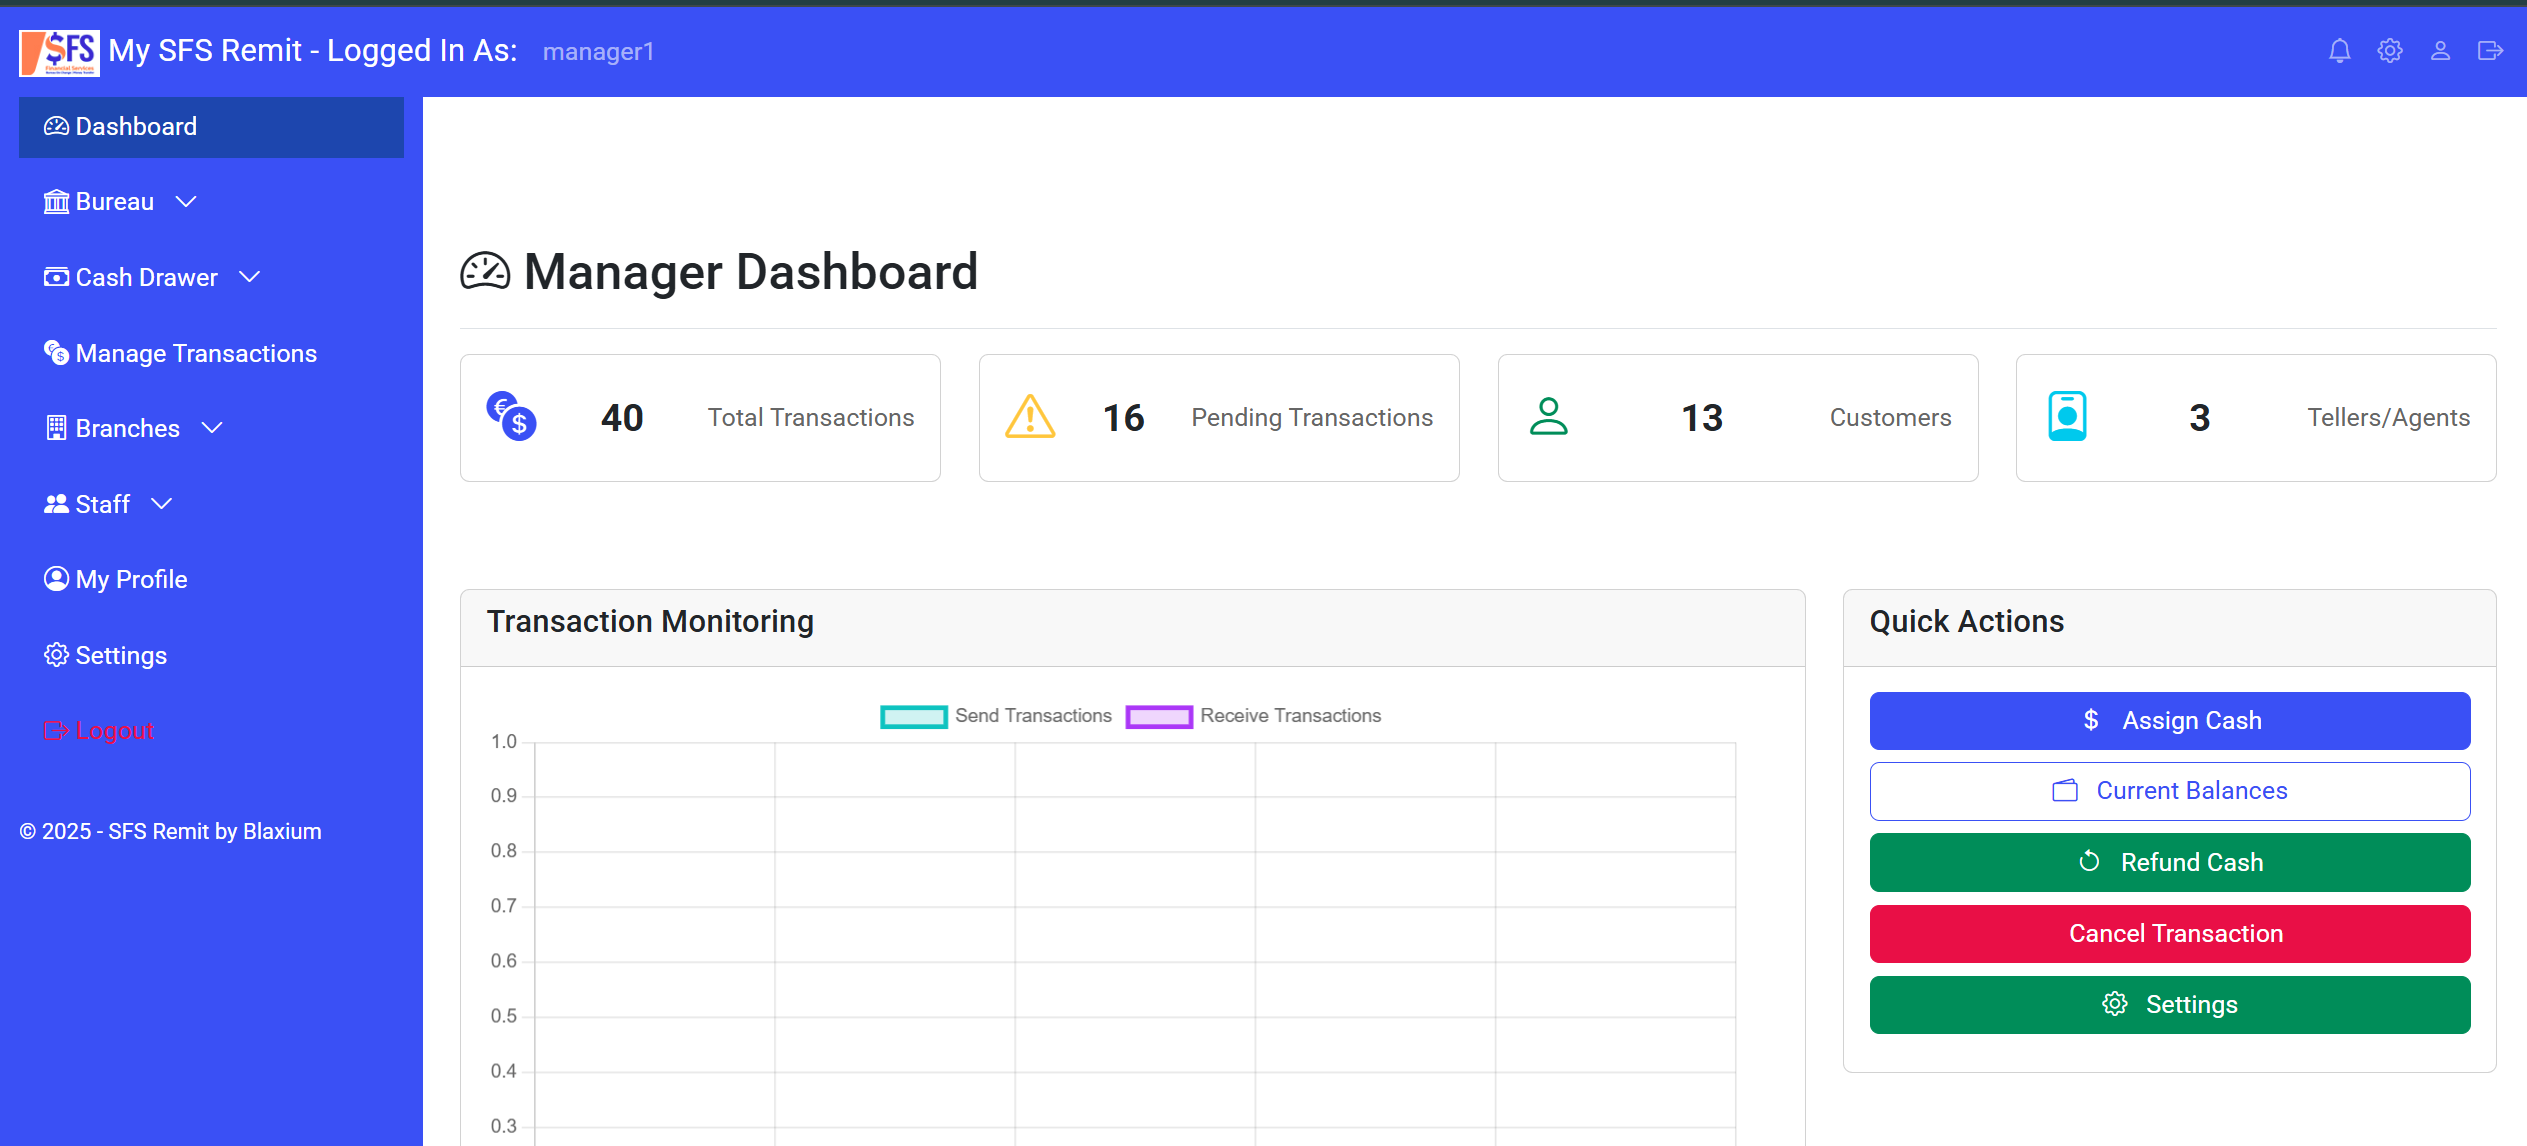 SFS
Financial Services
My SFS Remit - Logged In As: manager1
Dashboard
Bureau
Cash Drawer
Manage Transactions
Branches
Staff
My Profile
Settings
Logout
© 2025 - SFS Remit by Blaxium
Manager Dashboard
40 Total Transactions
16 Pending Transactions
13 Customers
3 Tellers/Agents
Transaction Monitoring
Send Transactions Receive Transactions
1.0
0.9
0.8
0.7
0.6
0.5
0.4
0.3
Quick Actions
$ Assign Cash
Current Balances
Refund Cash
Cancel Transaction
Settings